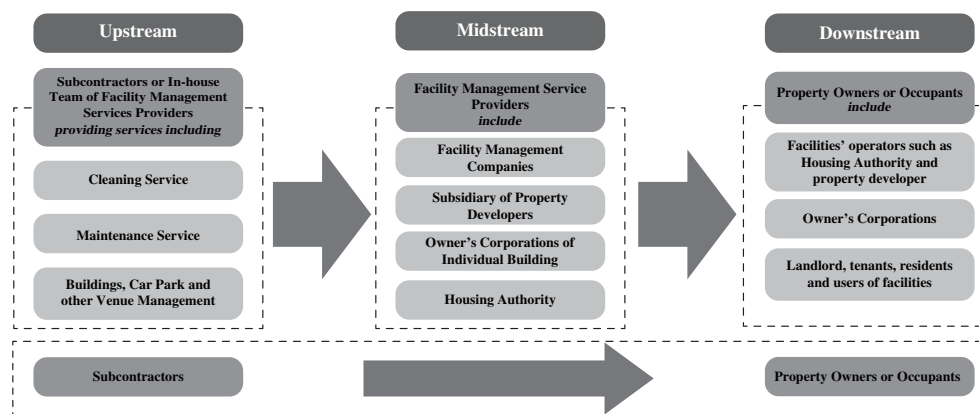 Upstream
Subcontractors or In-house
Team of Facility Management
Services Providers
providing services including
Cleaning Service
Maintenance Service
Buildings, Car Park and
other Venue Management
Midstream
Facility Management Service
Providers
include
Facility Management
Companies
Subsidiary of Property
Developers
Owner's Corporations of
Individual Building
Housing Authority
Downstream
Property Owners or Occupants
include
Facilities' operators such as
Housing Authority and
property developer
Owner's Corporations
Landlord, tenants, residents
and users of facilities
Subcontractors
Property Owners or Occupants